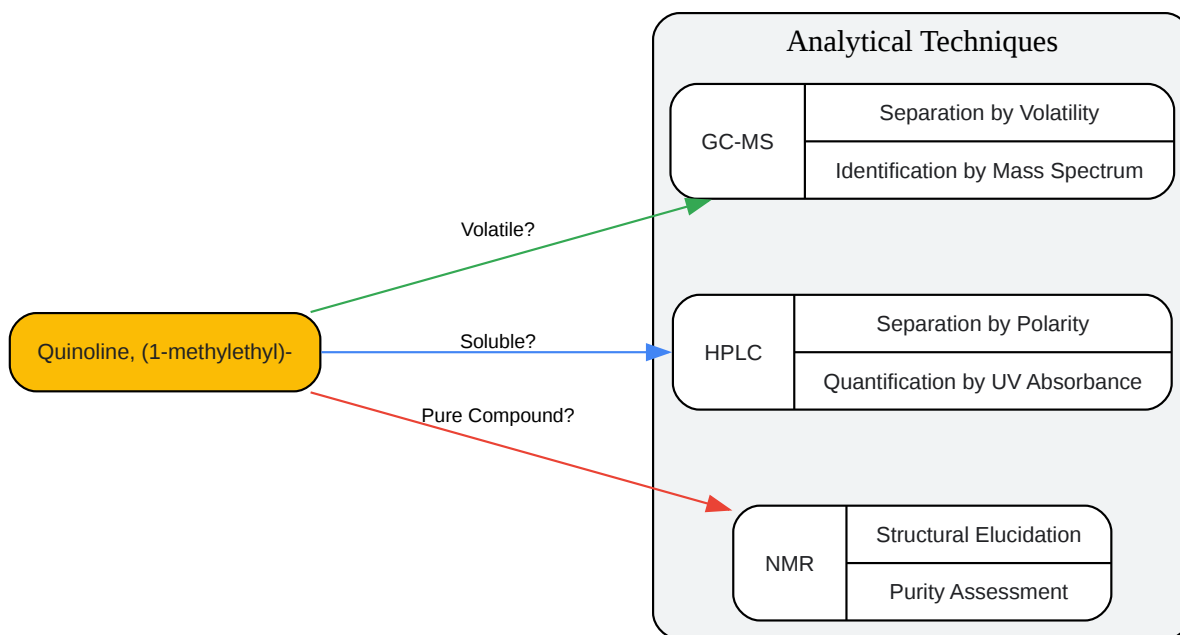 Analytical Techniques
GC-MS
Separation by Volatility
Identification by Mass Spectrum
Volatile?
Quinoline, (1-methylethyl)-
Soluble?
HPLC
Separation by Polarity
Quantification by UV Absorbance
Pure Compound?
NMR
Structural Elucidation
Purity Assessment